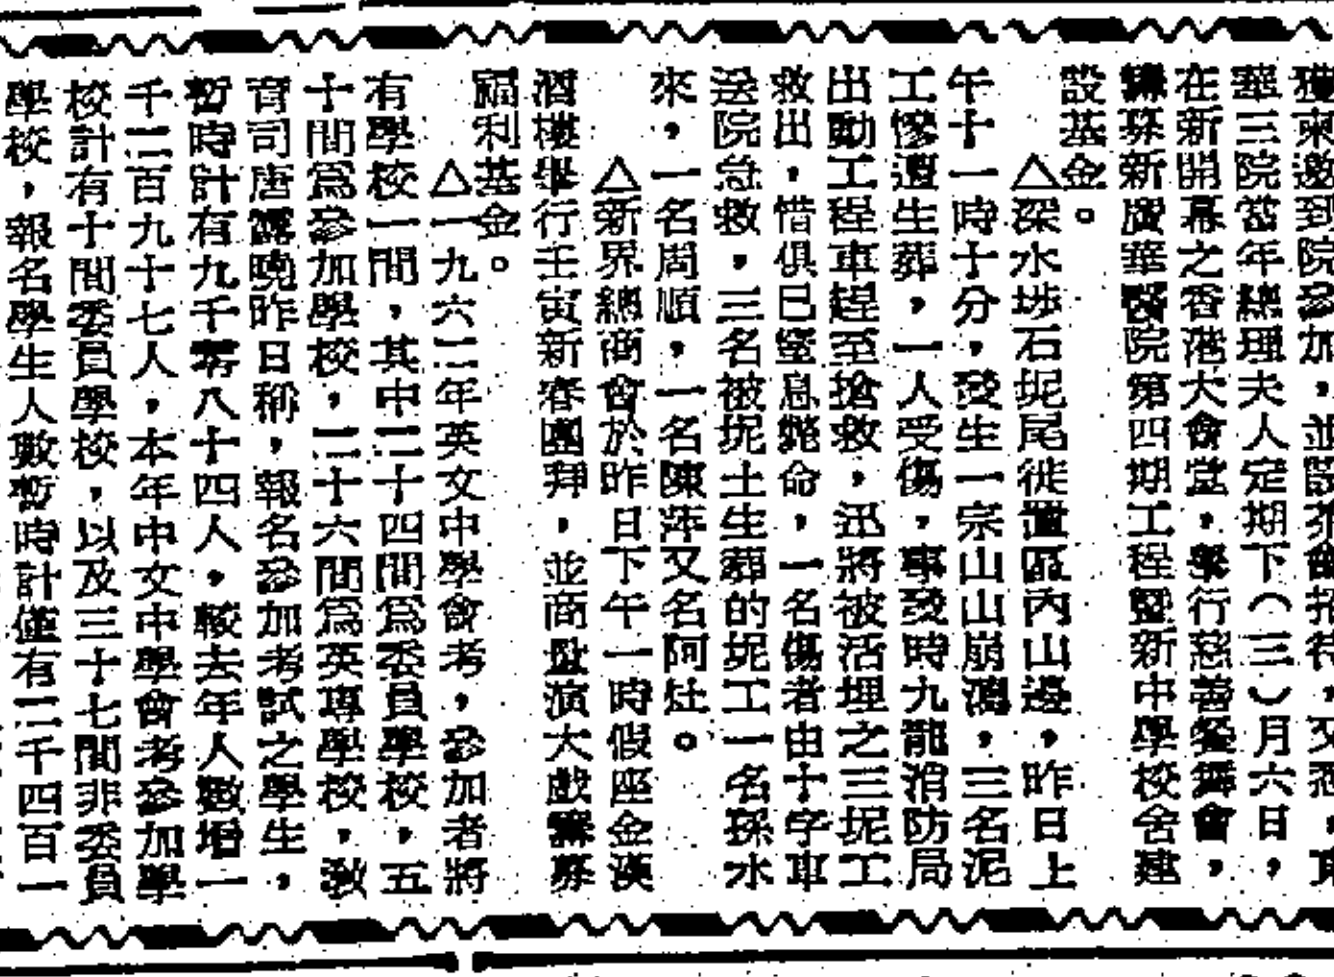 獲柬邀到院參加，並設茶會招待，又悉，東
華三院當年總理夫人定期下（三）月六日，
在新開幕之香港大會堂，舉行慈善餐舞會，
籌募新廣華醫院第四期工程暨新中學校舍建
設基金。
△深水埗石坭尾徙置區內山邊，昨日上
午十一時十分，發生一宗山山崩瀉，三名泥
工慘遭生葬，一人受傷，事發時九龍消防局
出動工程車趕至搶救，迅將被活埋之三坭工
救出，惜俱已窒息斃命，一名傷者由十字車
送院急救，三名被坭土生葬的坭工一名孫水
來，一名周順，一名陳萍又名阿灶。
△新界總商會於昨日下午一時假座金漢
酒樓舉行壬寅新春團拜，並商量演大戲籌募
福利基金。
△一九六二年英文中學會考，參加者將
有學校一間，其中二十四間爲委員學校，五
十間爲參加學校，二十六間爲英專學校，敎
育司唐露曉昨日稱，報名參加考試之學生，
暫時計有九千零八十四人，較去年人數增一
千二百九十七人，本年中文中學會考參加學
校計有十間委員學校，以及三十七間非委員
學校，報名學生人數暫時計僅有二千四百一